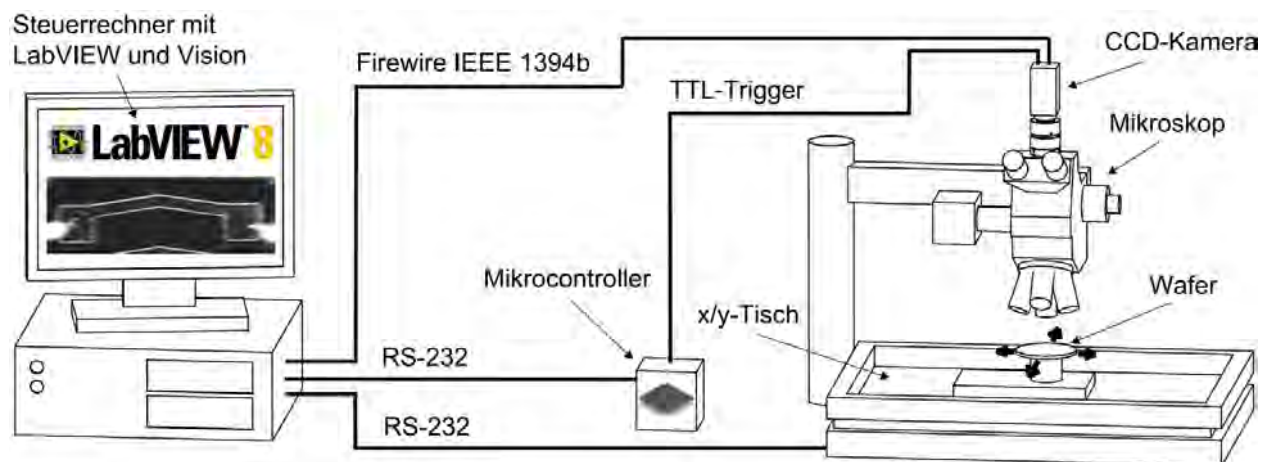 Steuerrechner mit
LabVIEW und Vision
Firewire IEEE 1394b
CCD-Kamera
TTL-Trigger
Mikroskop
LabVIEW 8
Mikrocontroller
Wafer
x/y-Tisch
RS-232
RS-232